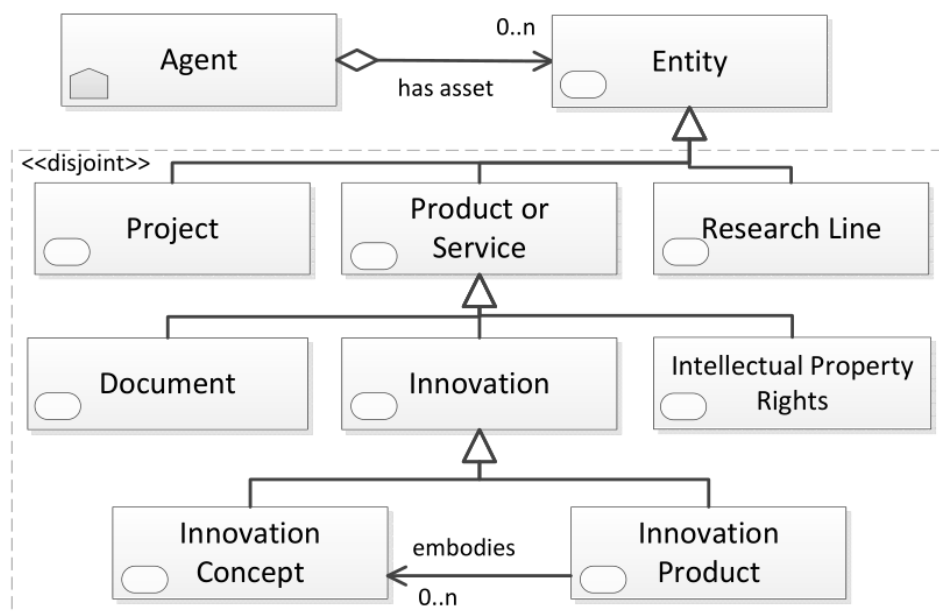 0..n
Agent
Entity
has asset
<<disjoint>>
Project
Product or
Service
Research Line
Document
Innovation
Intellectual Property
Rights
Innovation
Concept
embodies
0..n
Innovation
Product